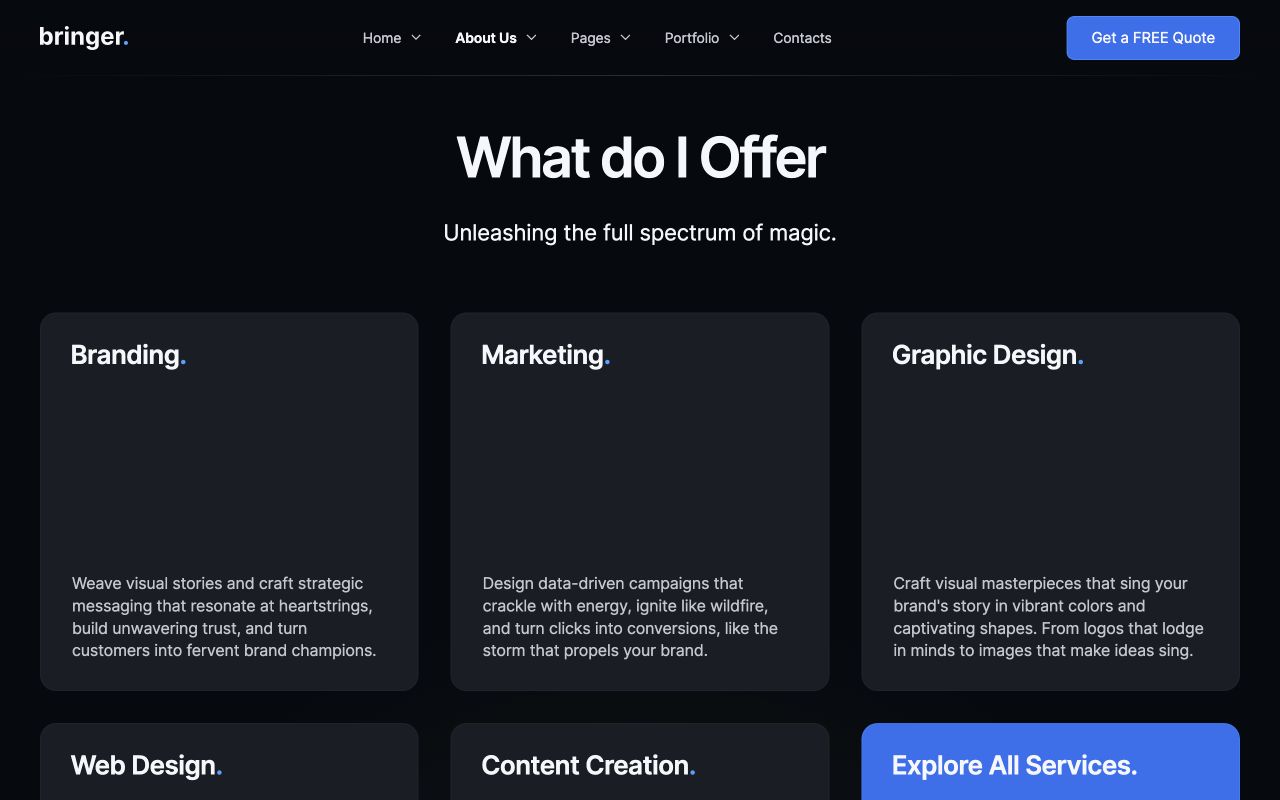 bringer.
Home
About Us
Pages
Portfolio
Contacts
Get a FREE Quote
What do I Offer
Unleashing the full spectrum of magic.
Branding.
Weave visual stories and craft strategic
messaging that resonate at heartstrings,
build unwavering trust, and turn
customers into fervent brand champions.
Marketing.
Design data-driven campaigns that
crackle with energy, ignite like wildfire,
and turn clicks into conversions, like the
storm that propels your brand.
Graphic Design.
Craft visual masterpieces that sing your
brand's story in vibrant colors and
captivating shapes. From logos that lodge
in minds to images that make ideas sing.
Web Design.
Content Creation.
Explore All Services.